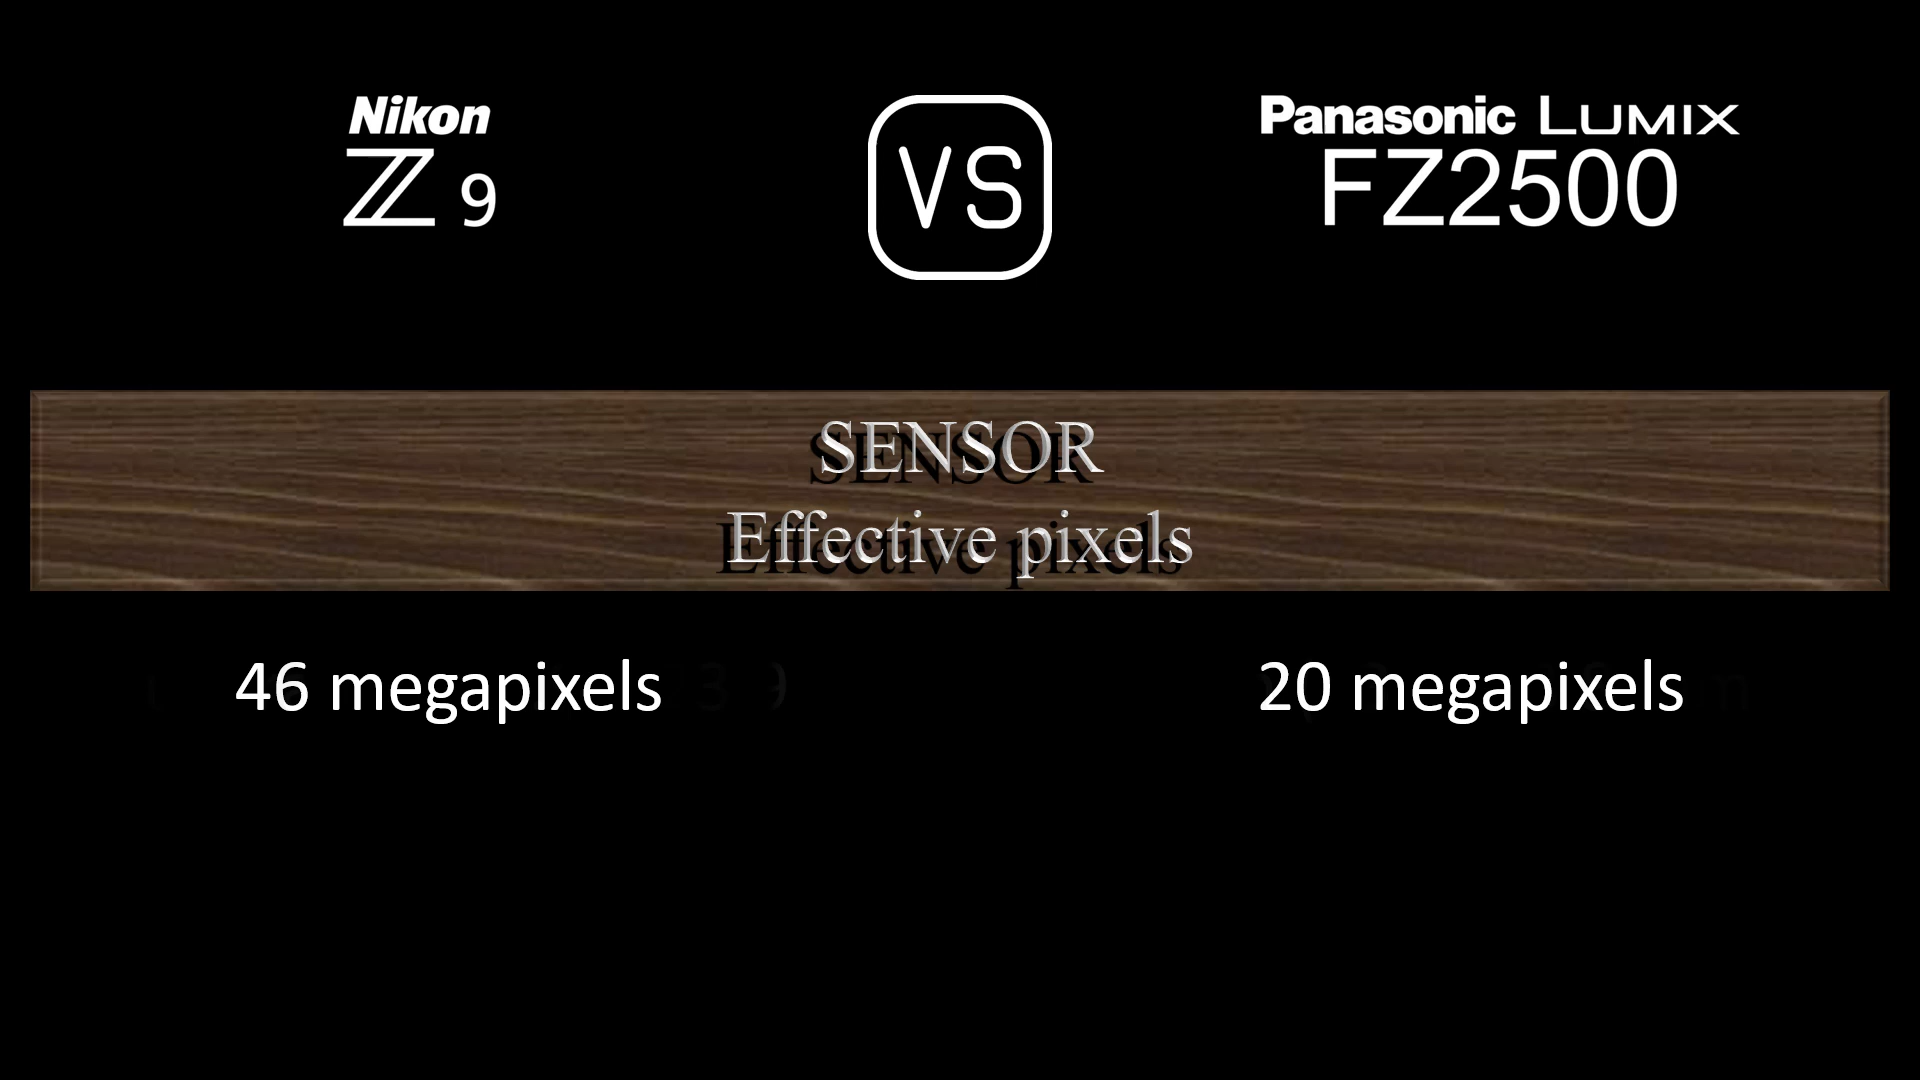 Nikon
Z 9
VS
Panasonic LUMIX
FZ2500
SENSOR
Effective pixels
46 megapixels
20 megapixels